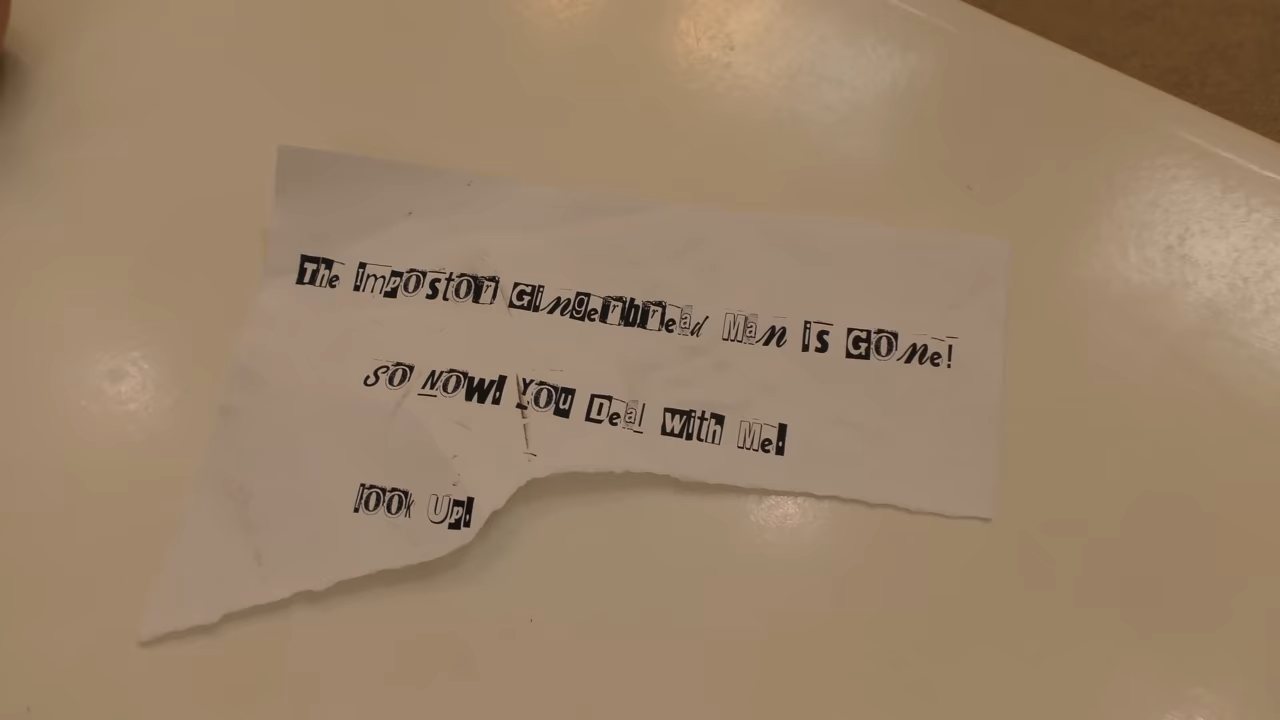 The Impostor Gingerbread Man is Gone!
So Now! You Deal with Me.
look Up.